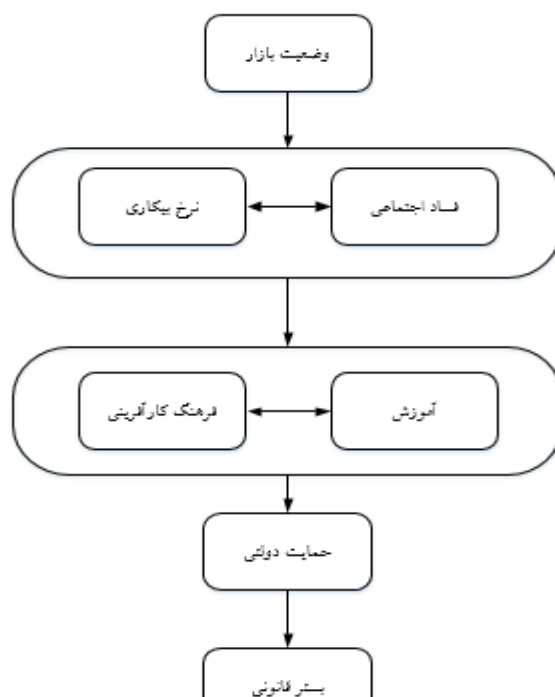 وضعیت بازار
فساد اجتماعی
نرخ بیکاری
آموزش
فرهنگ کارآفرینی
حمایت دولتی
بستر قانونی